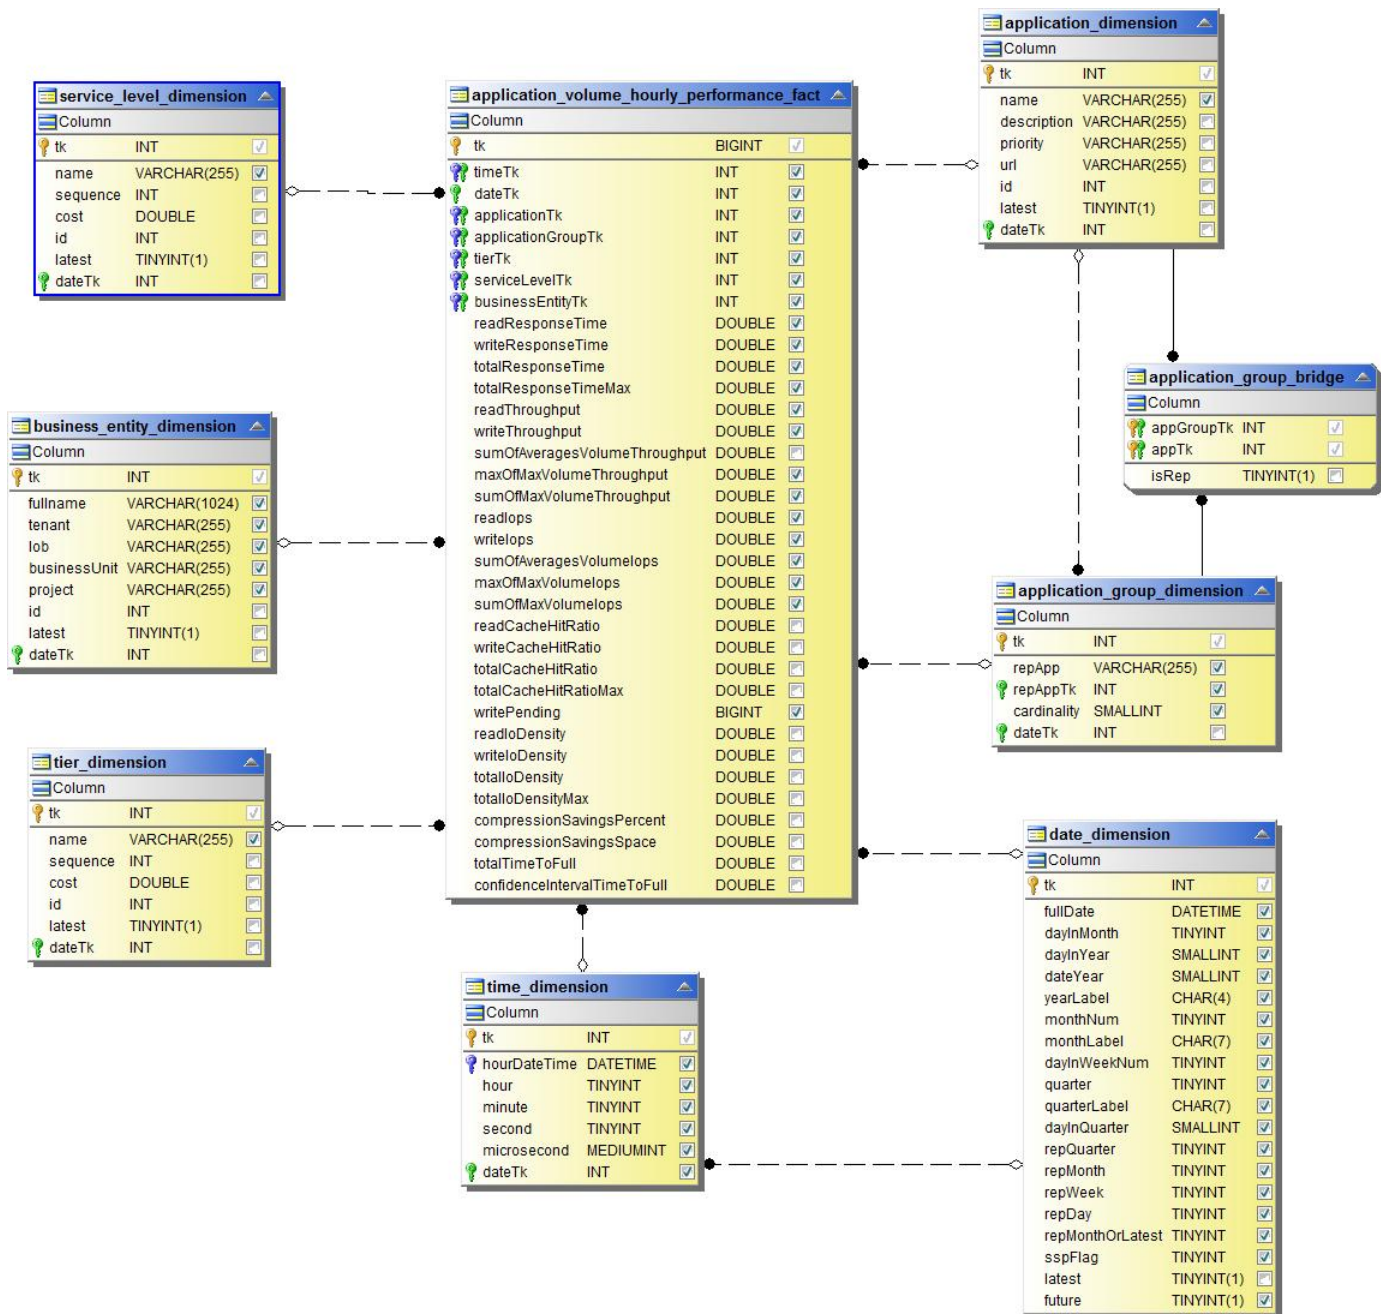 application_dimension
Column
tk INT
name VARCHAR(255)
description VARCHAR(255)
priority VARCHAR(255)
url VARCHAR(255)
id INT
latest TINYINT(1)
dateTk INT
service_level_dimension
Column
tk INT
name VARCHAR(255)
sequence INT
cost DOUBLE
id INT
latest TINYINT(1)
dateTk INT
application_volume_hourly_performance_fact
Column
tk BIGINT
timeTk INT
dateTk INT
applicationTk INT
applicationGroupTk INT
tierTk INT
serviceLevelTk INT
businessEntityTk INT
readResponseTime DOUBLE
writeResponseTime DOUBLE
totalResponseTime DOUBLE
totalResponseTimeMax DOUBLE
readThroughput DOUBLE
writeThroughput DOUBLE
sumOfAveragesVolumeThroughput DOUBLE
maxOfMaxVolumeThroughput DOUBLE
sumOfMaxVolumeThroughput DOUBLE
readIops DOUBLE
writeIops DOUBLE
sumOfAveragesVolumeIops DOUBLE
maxOfMaxVolumeIops DOUBLE
sumOfMaxVolumeIops DOUBLE
readCacheHitRatio DOUBLE
writeCacheHitRatio DOUBLE
totalCacheHitRatio DOUBLE
totalCacheHitRatioMax DOUBLE
writePending BIGINT
readIoDensity DOUBLE
writeIoDensity DOUBLE
totalIoDensity DOUBLE
totalIoDensityMax DOUBLE
compressionSavingsPercent DOUBLE
compressionSavingsSpace DOUBLE
totalTimeToFull DOUBLE
confidenceIntervalTimeToFull DOUBLE
application_group_bridge
Column
appGroupTk INT
appTk INT
isRep TINYINT(1)
business_entity_dimension
Column
tk INT
fullname VARCHAR(1024)
tenant VARCHAR(255)
lob VARCHAR(255)
businessUnit VARCHAR(255)
project VARCHAR(255)
id INT
latest TINYINT(1)
dateTk INT
application_group_dimension
Column
tk INT
repApp VARCHAR(255)
repAppTk INT
cardinality SMALLINT
dateTk INT
tier_dimension
Column
tk INT
name VARCHAR(255)
sequence INT
cost DOUBLE
id INT
latest TINYINT(1)
dateTk INT
date_dimension
Column
tk INT
fullDate DATETIME
dayInMonth TINYINT
dayInYear SMALLINT
dateYear SMALLINT
yearLabel CHAR(4)
monthNum TINYINT
monthLabel CHAR(7)
dayInWeekNum TINYINT
quarter TINYINT
quarterLabel CHAR(7)
dayInQuarter SMALLINT
repQuarter TINYINT
repMonth TINYINT
repWeek TINYINT
repDay TINYINT
repMonthOrLatest TINYINT
sspFlag TINYINT
latest TINYINT(1)
future TINYINT(1)
time_dimension
Column
tk INT
hourDateTime DATETIME
hour TINYINT
minute TINYINT
second TINYINT
microsecond MEDIUMINT
dateTk INT